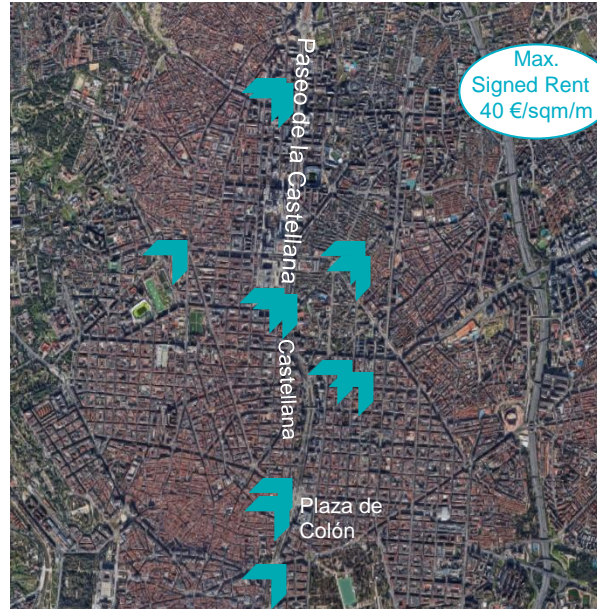 Max.
Signed Rent
40 €/sqm/m
Paseo de la Castellana
Castellana
Plaza de
Colón